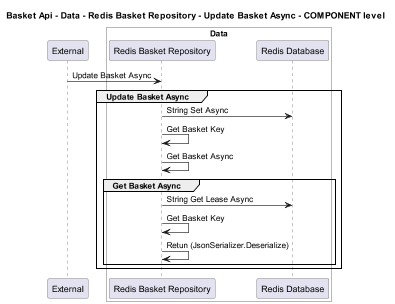 Basket Api - Data - Redis Basket Repository - Update Basket Async - COMPONENT level
Data
External
Redis Basket Repository
Redis Database
Update Basket Async
Update Basket Async
String Set Async
Get Basket Key
Get Basket Async
Get Basket Async
String Get Lease Async
Get Basket Key
Retun (JsonSerializer.Deserialize)
External
Redis Basket Repository
Redis Database